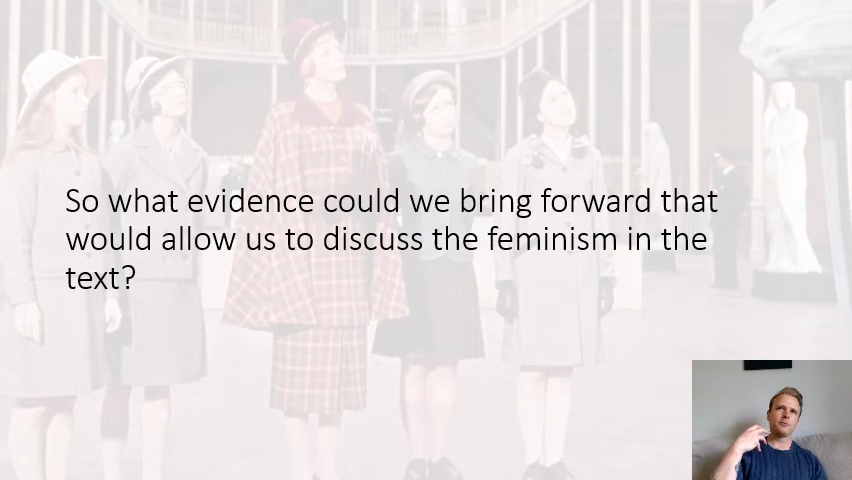 So what evidence could we bring forward that
would allow us to discuss the feminism in the
text?